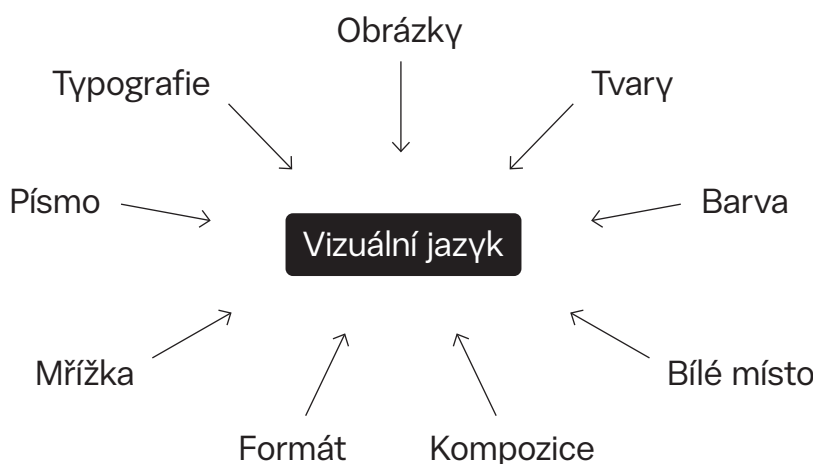 Obrázky
Typografie
Tvary
Písmo
Barva
Vizuální jazyk
Mřížka
Bílé místo
Formát
Kompozice